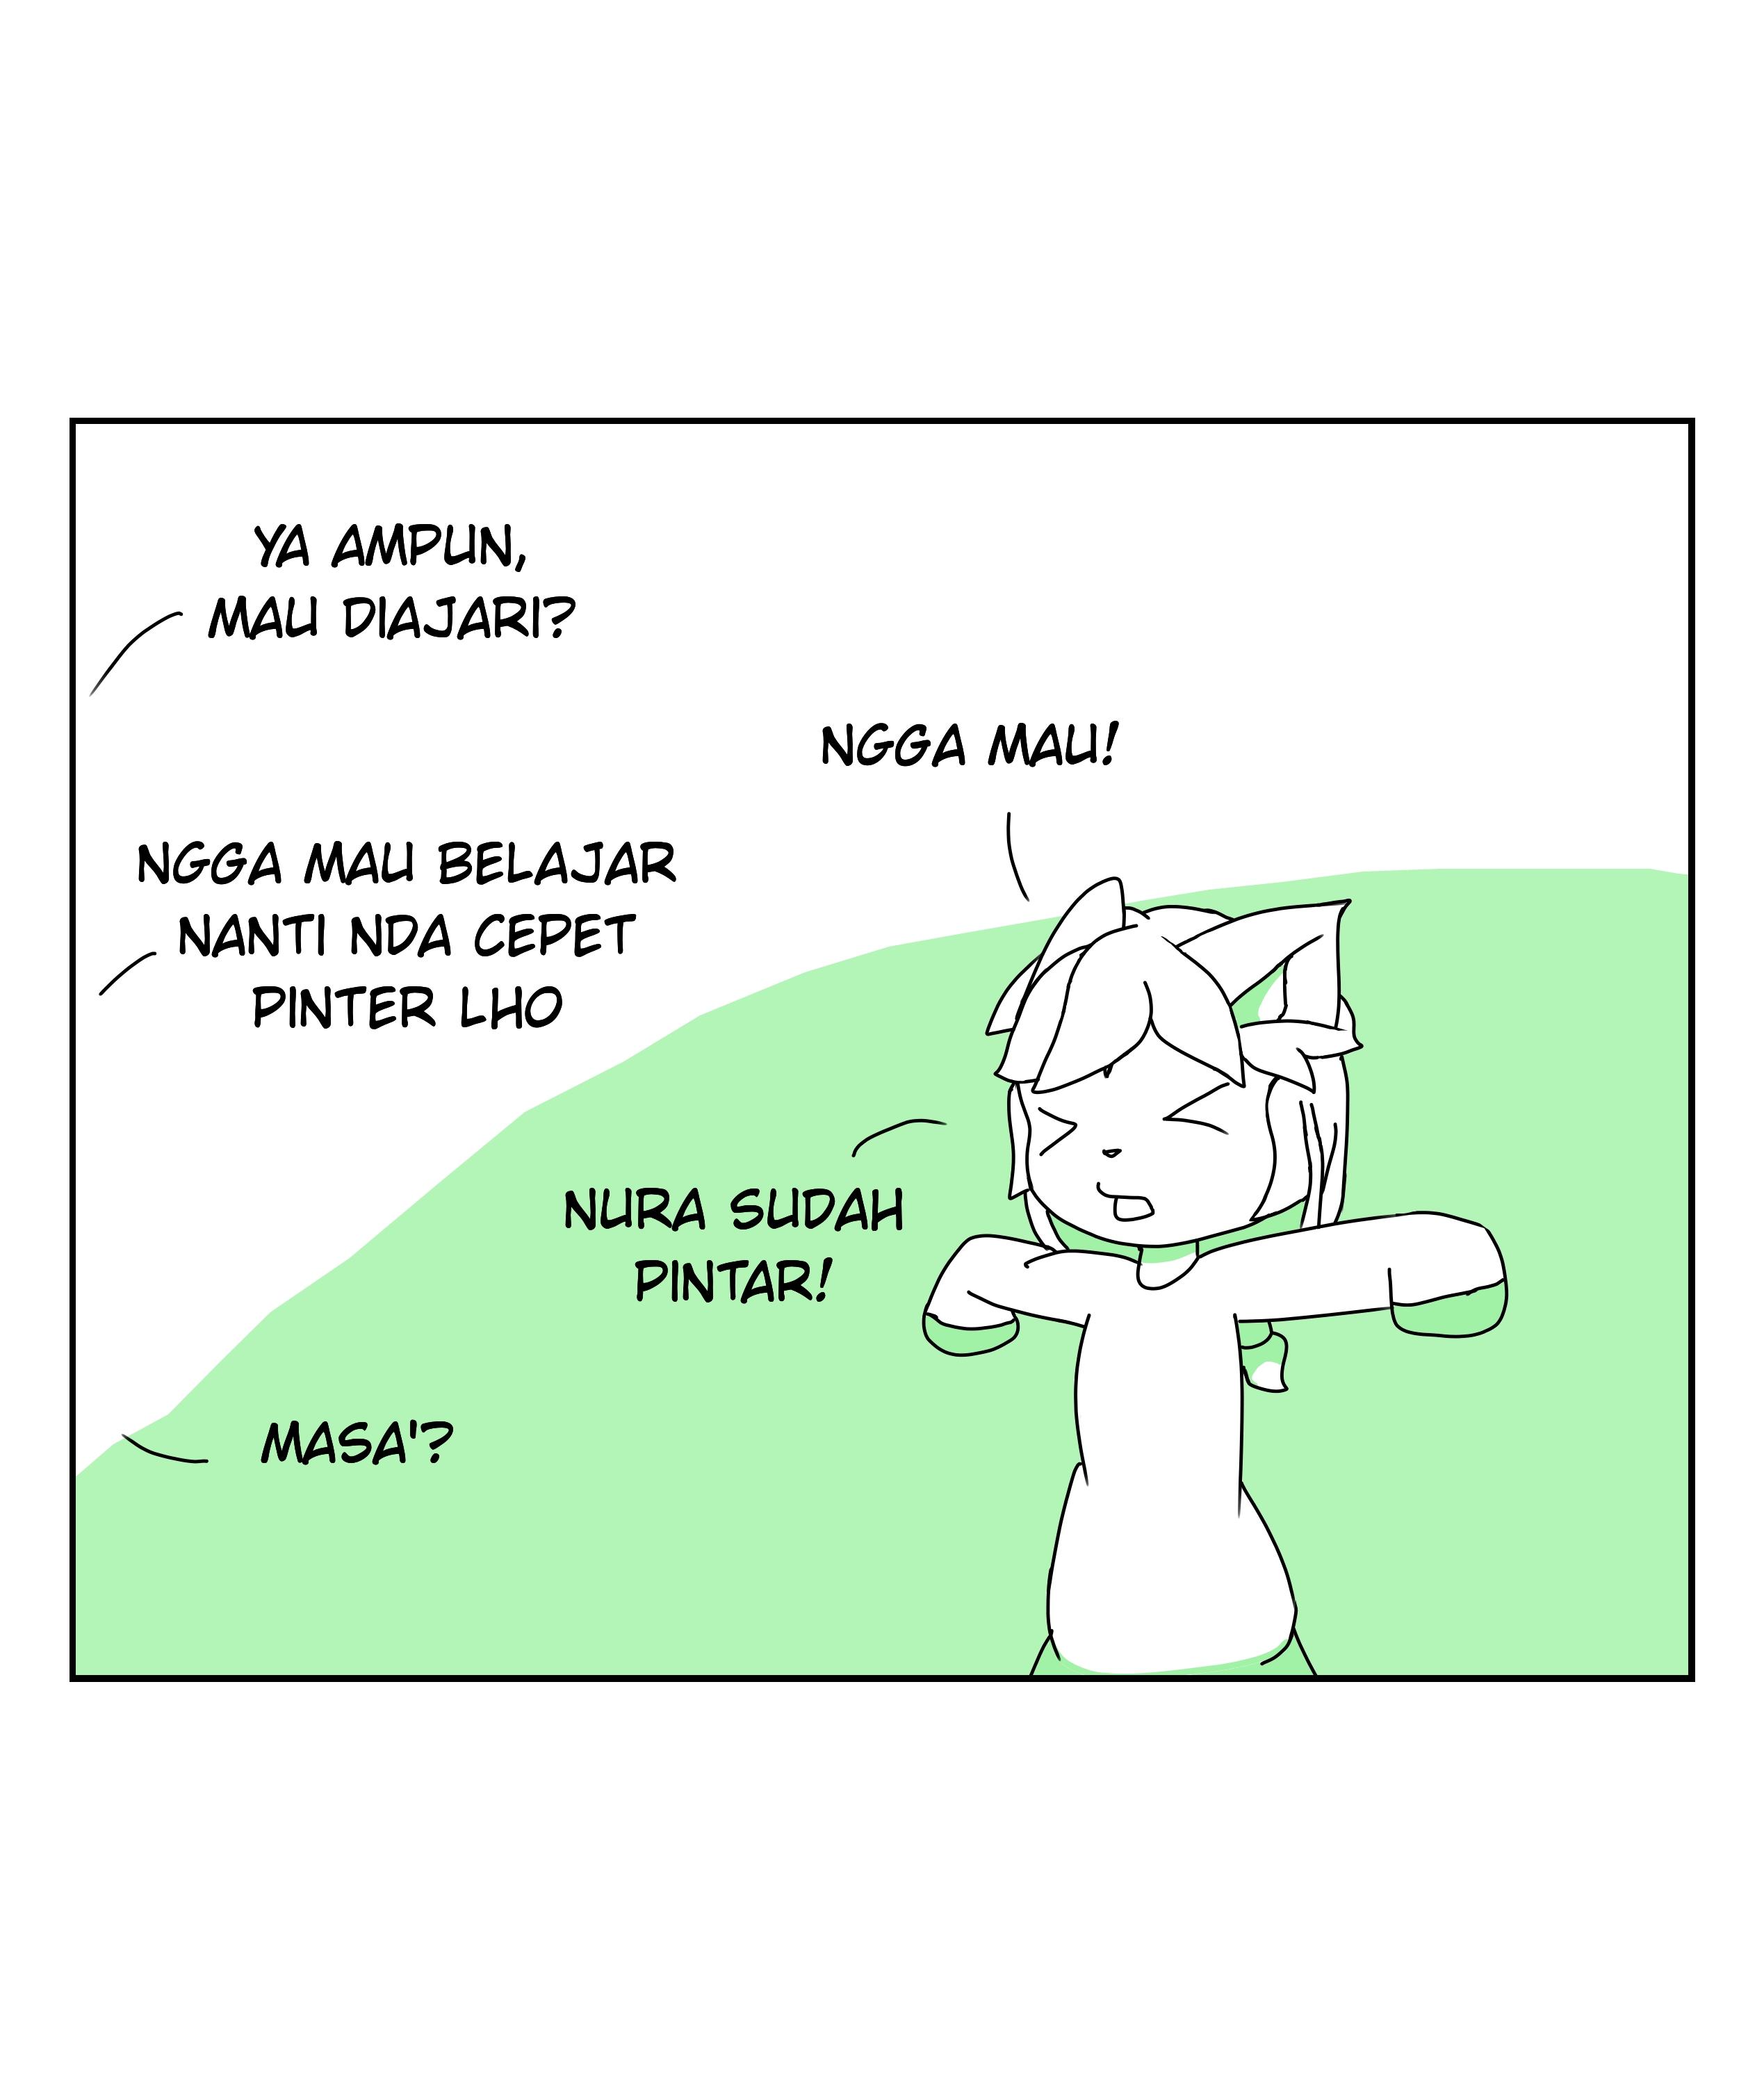 YA AMPUN,
MAU DIAJARI?
NGGA MAU!
NGGA MAU BELAJAR
NANTI NDA CEPET
PINTER LHO
NURA SUDAH
PINTAR!
MASA'?